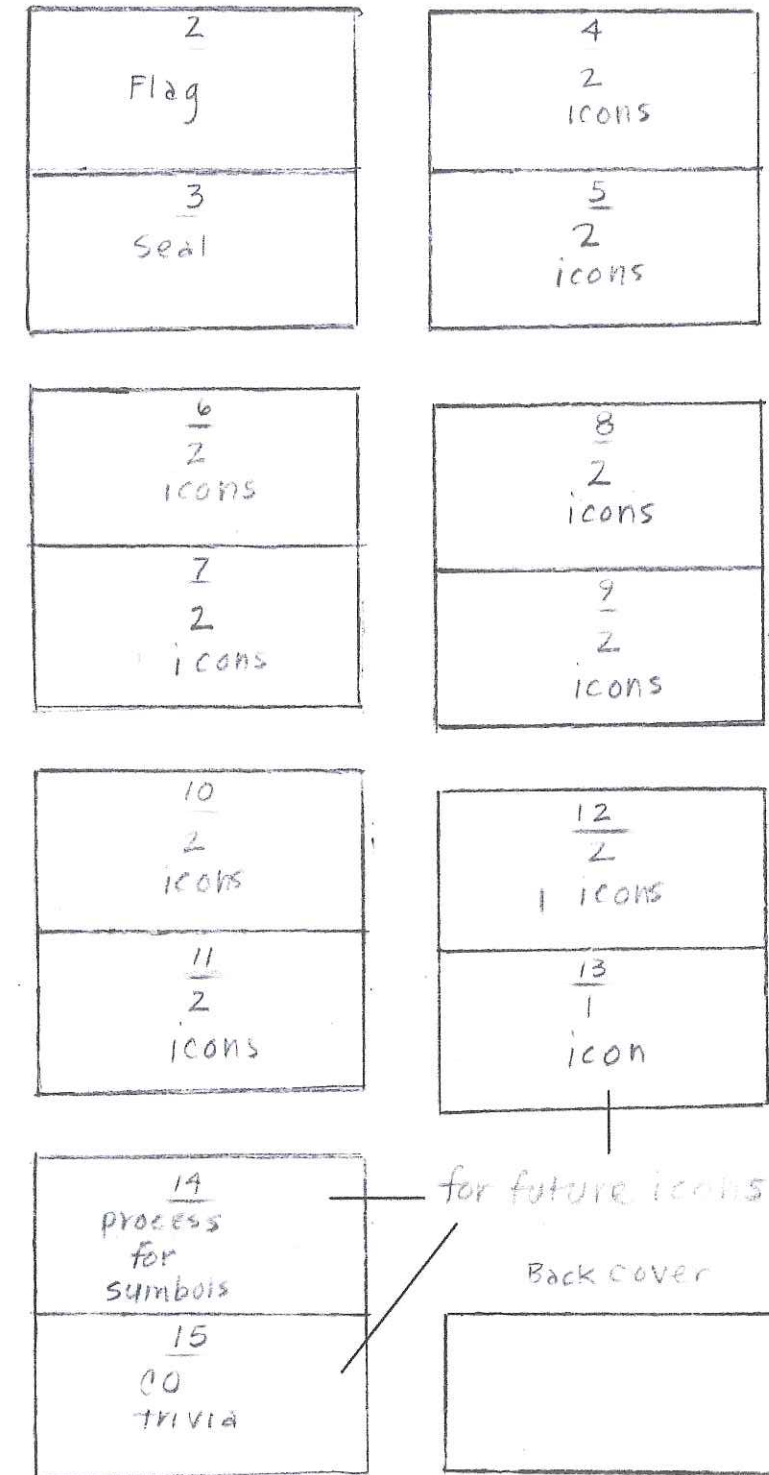 2
Flag
3
Seal
4
2
icons
5
2
icons
6
2
icons
7
2
icons
8
2
icons
9
2
icons
10
2
icons
11
2
icons
12
2
1 icons
13
1
icon
14
process
for
sumbols
15
CO
trivia
for future icons
Back cover